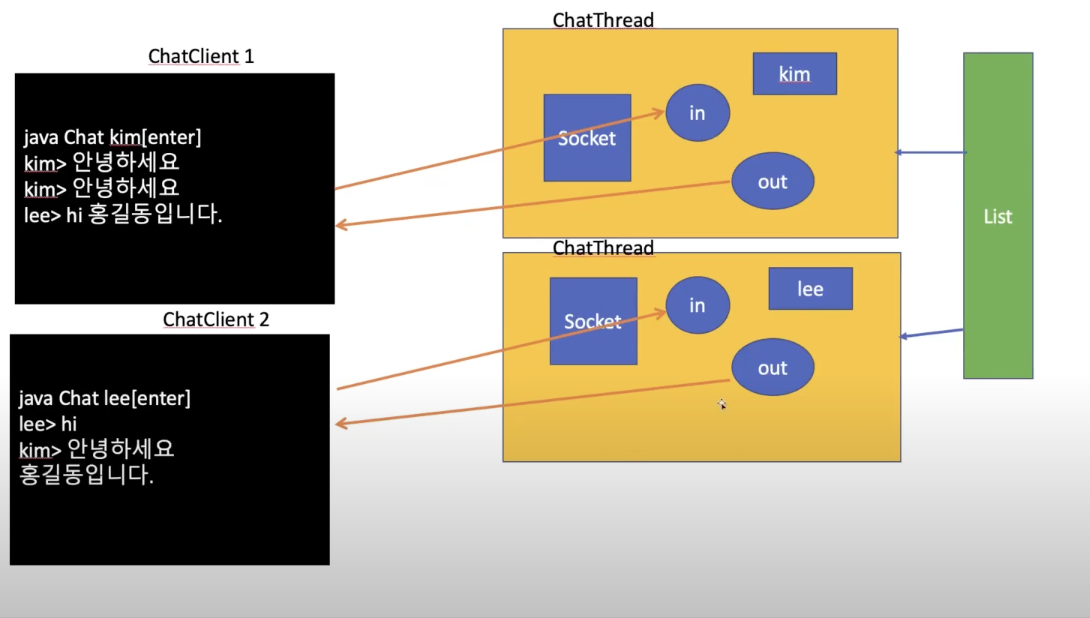 ChatClient 1
java Chat kim[enter]
kim> 안녕하세요
kim> 안녕하세요
lee> hi 홍길동입니다.
ChatClient 2
java Chat lee[enter]
lee> hi
kim> 안녕하세요
홍길동입니다.
ChatThread
Socket
in
kim
out
ChatThread
Socket
in
lee
out
List